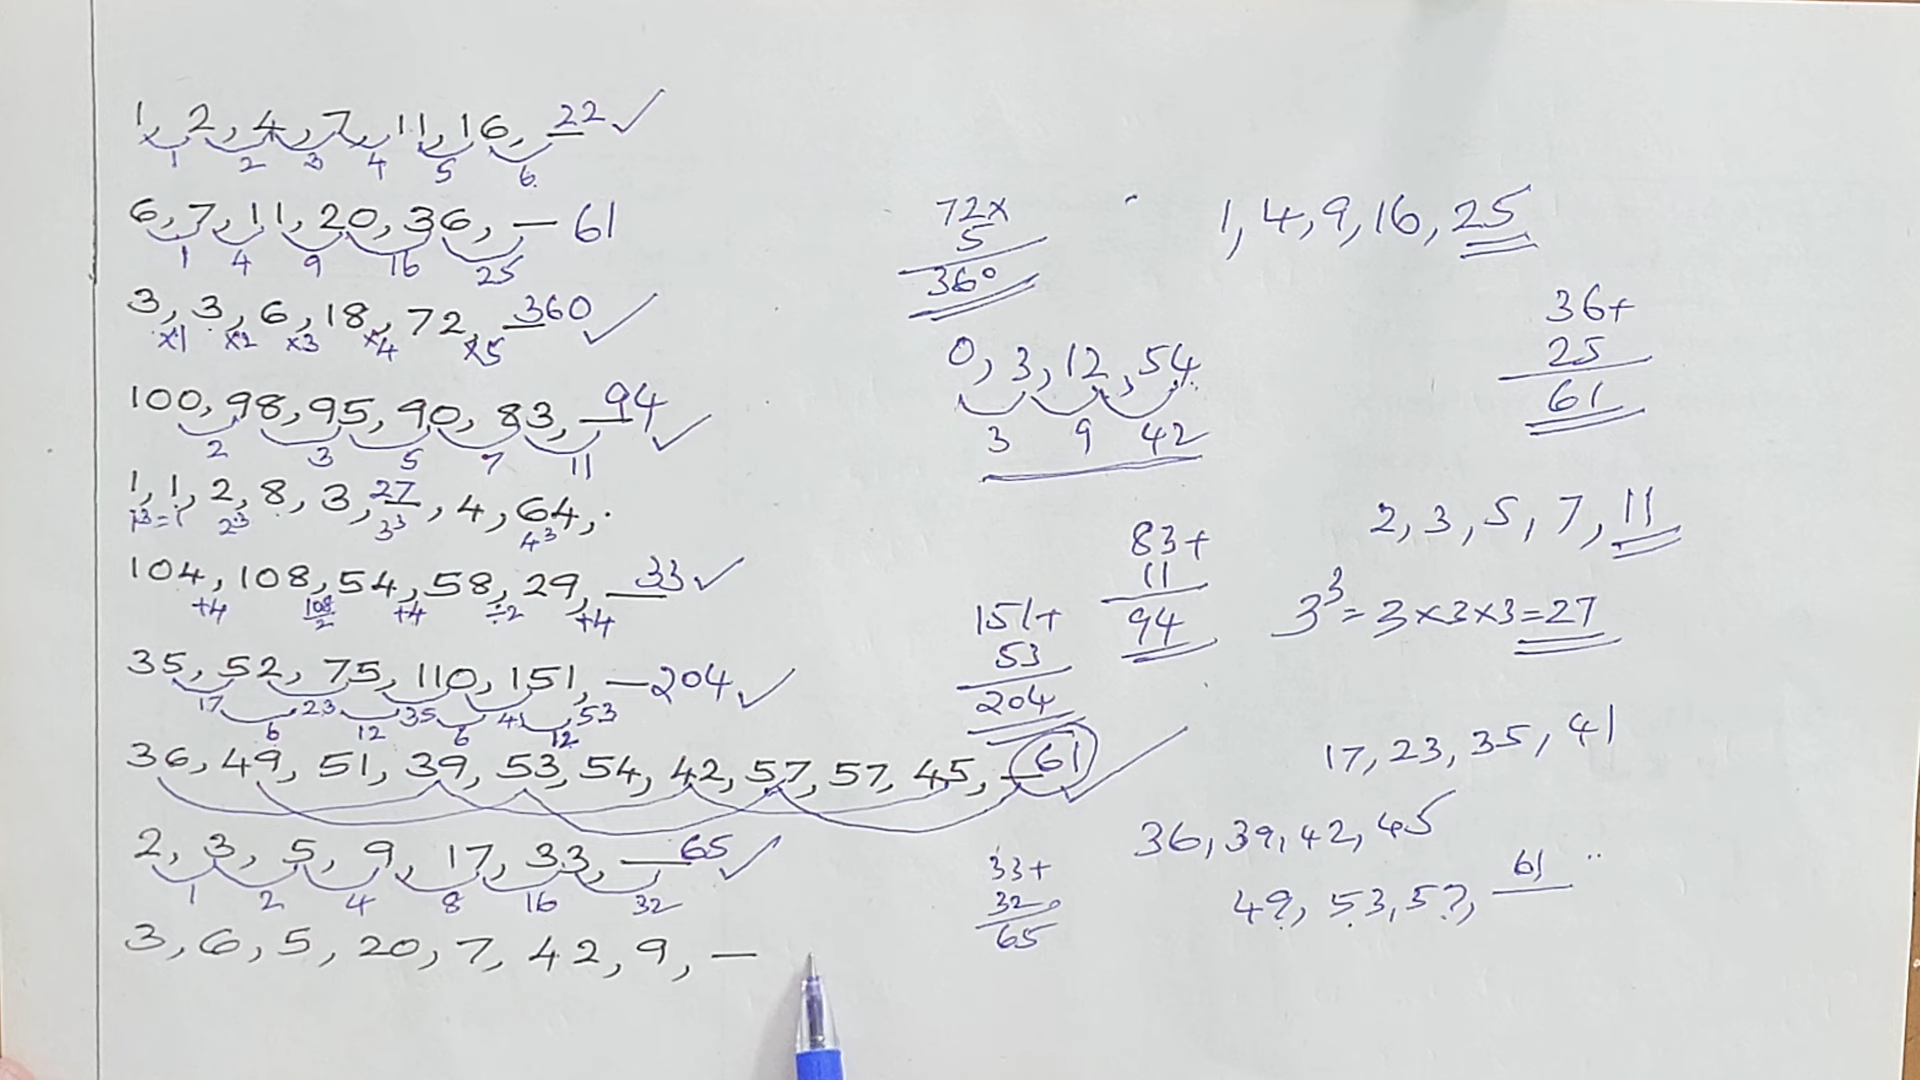 1, 2, 4, 7, 11, 16, 22 ✓
1 2 3 4 5 6
6, 7, 11, 20, 36, — 61
1 4 9 16 25
3, 3, 6, 18, 72, 360 ✓
×1 ×2 ×3 ×4 ×5
100, 98, 95, 90, 83, 94 ✓
2 3 5 7 11
1, 1, 2, 8, 3, 27, 4, 64,
1³=1 2³ 3³ 4³
104, 108, 54, 58, 29, 33 ✓
+4 108/2 +4 ÷2 +4
35, 52, 75, 110, 151, — 204 ✓
17 23 35 41 53
6 12 6 12
36, 49, 51, 39, 53, 54, 42, 57, 57, 45, — 61 ✓
2, 3, 5, 9, 17, 33, — 65 ✓
1 2 4 8 16 32
3, 6, 5, 20, 7, 42, 9, —
72×
5
360
0, 3, 12, 54
3 9 42
83+
11
94
151+
53
204
33+
32
65
1, 4, 9, 16, 25
36+
25
61
2, 3, 5, 7, 11
3³=3×3×3=27
17, 23, 35, 41
36, 39, 42, 45
49, 53, 57, 61